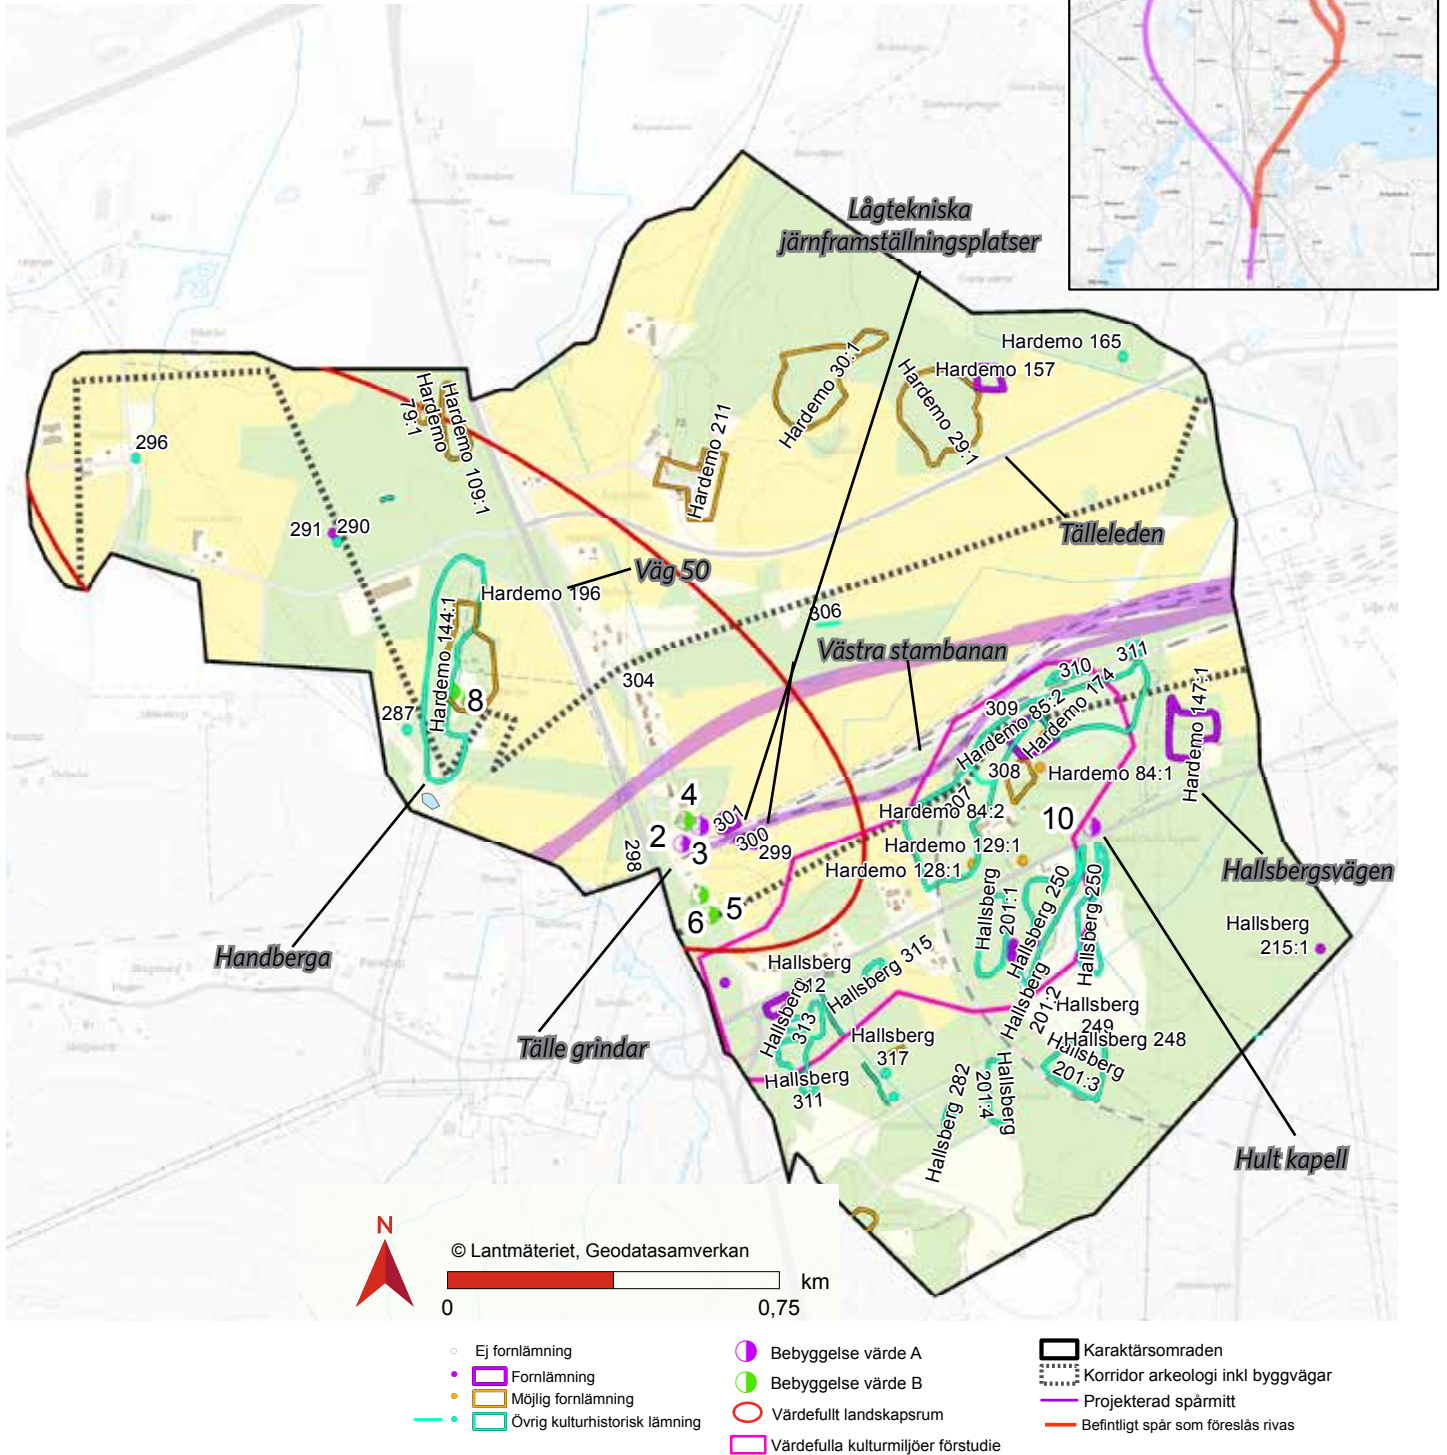 Lågtekniska
järnframställningsplatser
Hardemo 165
Hardemo 157
Hardemo 30:1
Hardemo 29:1
Hardemo 211
Hardemo
79:1
Hardemo 109:1
296
291
290
Tälleleden
Väg 50
Hardemo 196
Hardemo 144:1
306
Västra stambanan
304
8
287
311
310
174
Hardemo
309
Hardemo 85:2
308
307
Hardemo 84:1
Hardemo 147:1
Hardemo 84:2
Hardemo 129:1
Hardemo 128:1
10
4
2
3
301
300
299
298
5
6
Hallsbergsvägen
Handberga
Tälle grindar
Hult kapell
Hallsberg
201:1
Hallsberg 250
Hallsberg 250
Hallsberg
215:1
Hallsberg
201:2
Hallsberg
312
Hallsberg 315
Hallsberg
313
Hallsberg
311
Hallsberg
317
Hallsberg
249
Hallsberg 248
Hallsberg
201:3
Hallsberg
201:4
Hallsberg 282
N
© Lantmäteriet, Geodatasamverkan
km
0
0,75
Ej fornlämning
Fornlämning
Möjlig fornlämning
Övrig kulturhistorisk lämning
Bebyggelse värde A
Bebyggelse värde B
Värdefullt landskapsrum
Värdefulla kulturmiljöer förstudie
Karaktärsomraden
Korridor arkeologi inkl byggvägar
Projekterad spårmitt
Befintligt spår som föreslås rivas